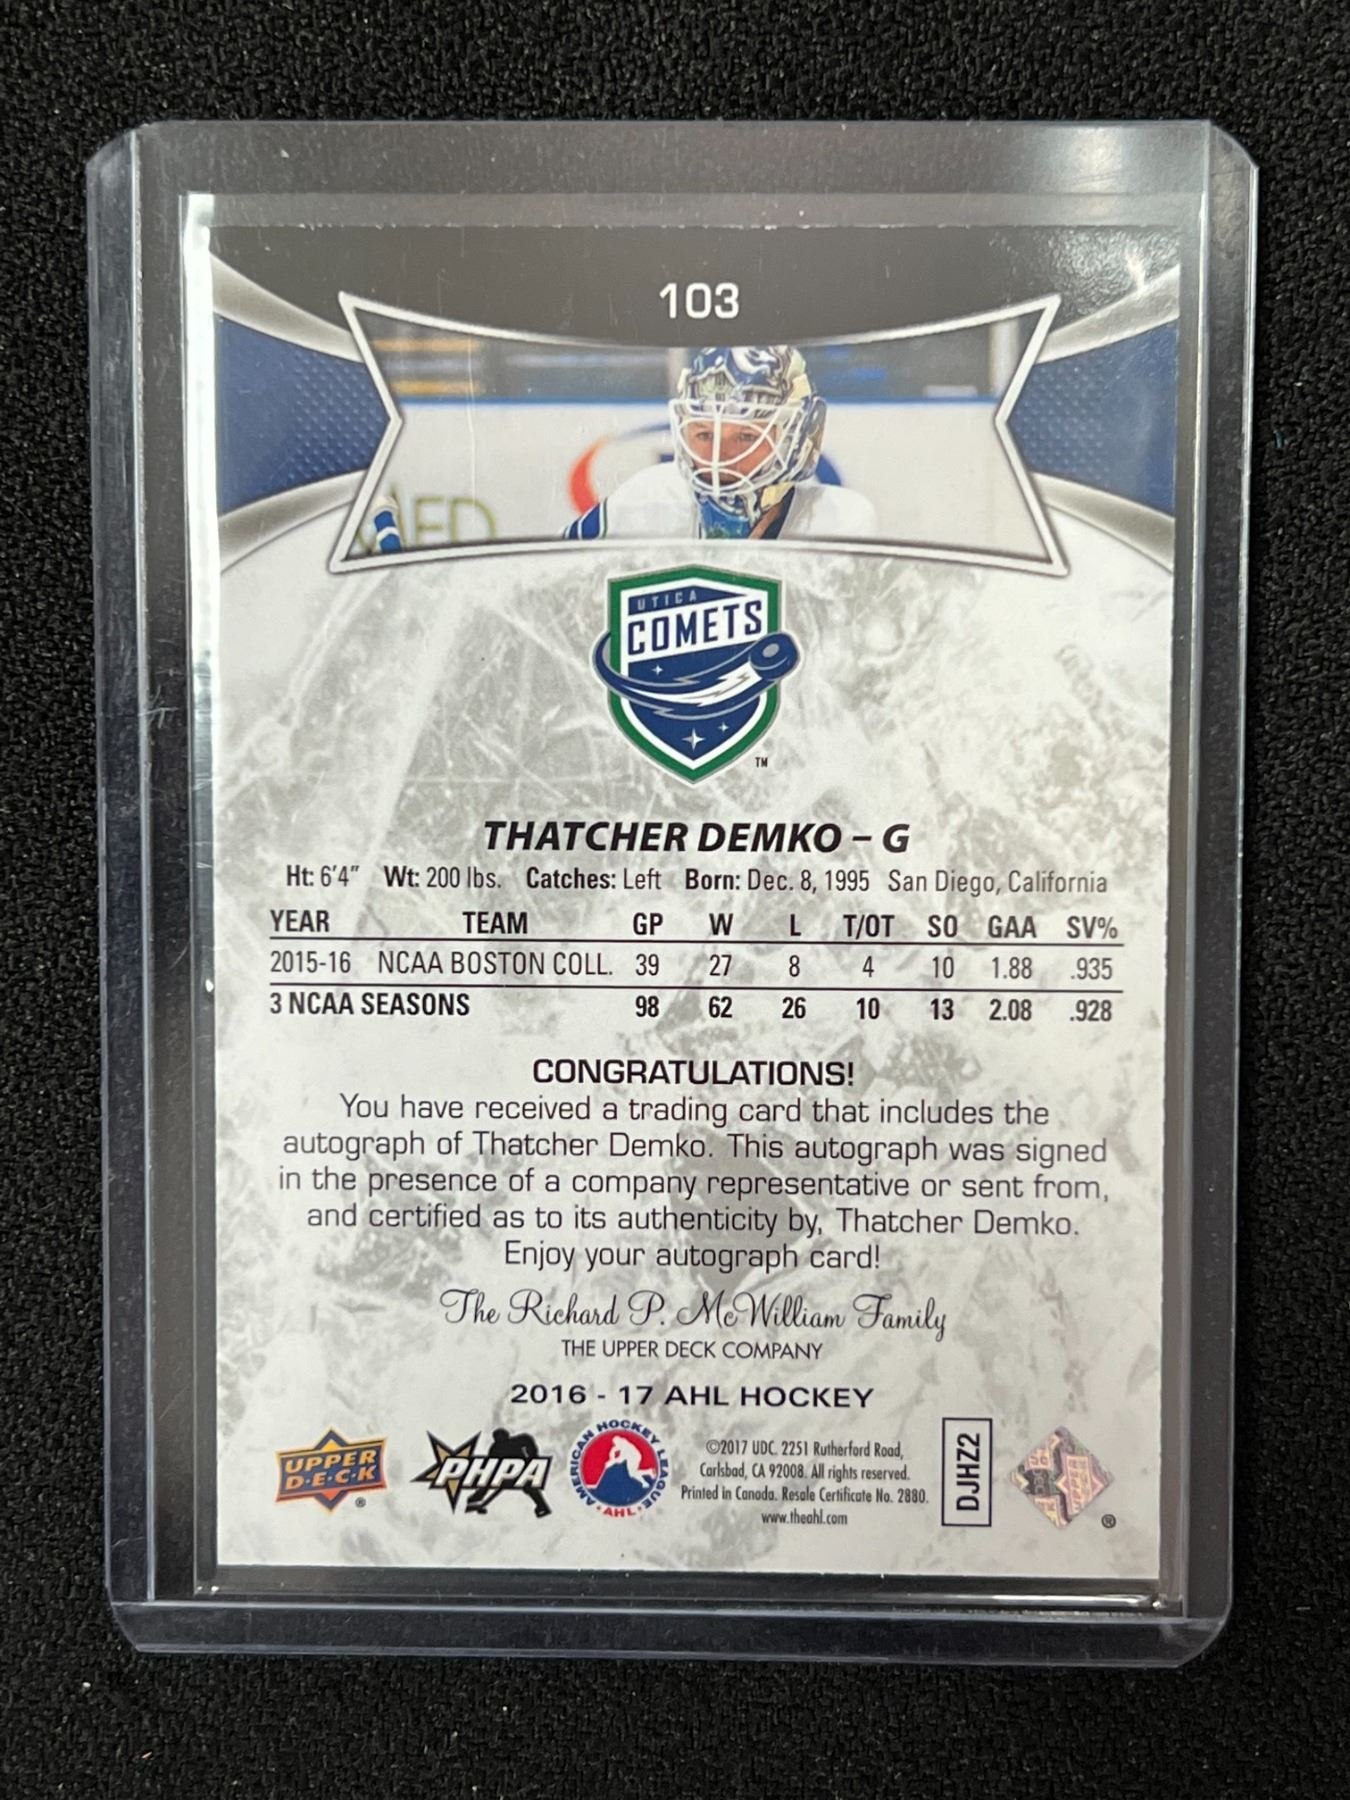 103
UTICA
COMETS
TM
THATCHER DEMKO – G
Ht: 6'4" Wt: 200 lbs. Catches: Left Born: Dec. 8, 1995 San Diego, California
YEAR TEAM GP W L T/OT SO GAA SV%
2015-16 NCAA BOSTON COLL. 39 27 8 4 10 1.88 .935
3 NCAA SEASONS 98 62 26 10 13 2.08 .928
CONGRATULATIONS!
You have received a trading card that includes the
autograph of Thatcher Demko. This autograph was signed
in the presence of a company representative or sent from,
and certified as to its authenticity by, Thatcher Demko.
Enjoy your autograph card!
The Richard P. McWilliam Family
THE UPPER DECK COMPANY
2016 - 17 AHL HOCKEY
UPPER
D·E·C·K
®
PHPA
AMERICAN HOCKEY LEAGUE
AHL
©2017 UDC. 2251 Rutherford Road,
Carlsbad, CA 92008. All rights reserved.
Printed in Canada. Resale Certificate No. 2880.
www.theahl.com
DJHZ2
®